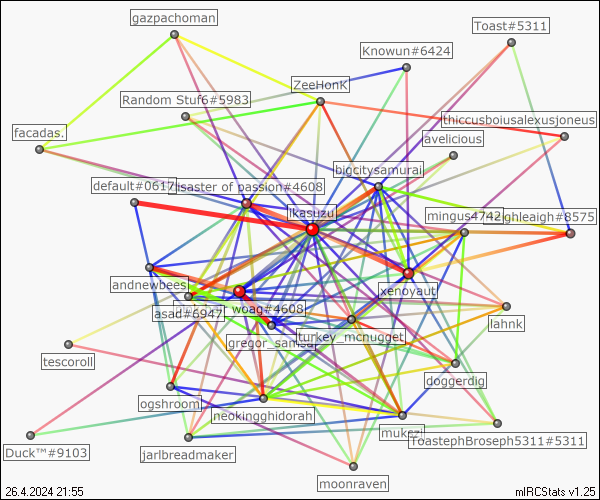 gazpachoman
Toast#5311
Knowun#6424
ZeeHonK
Random Stuf6#5983
thiccusboiusalexusjoneus
facadas.
avelicious
bigcitysamurai
default#0617
isaster of passion#4608
ikasuzu
mingus4742
leighleaigh#8575
andnewbees
xenoyaut
asad#6947
woag#4608
lahnk
gregor_samsa
turkey_mcnugget
tescoroll
doggerdig
ogshroom
neokingghidorah
mukezi
ToastephBroseph5311#5311
Duck™#9103
jarlbreadmaker
moonraven
26.4.2024 21:55
mIRCStats v1.25